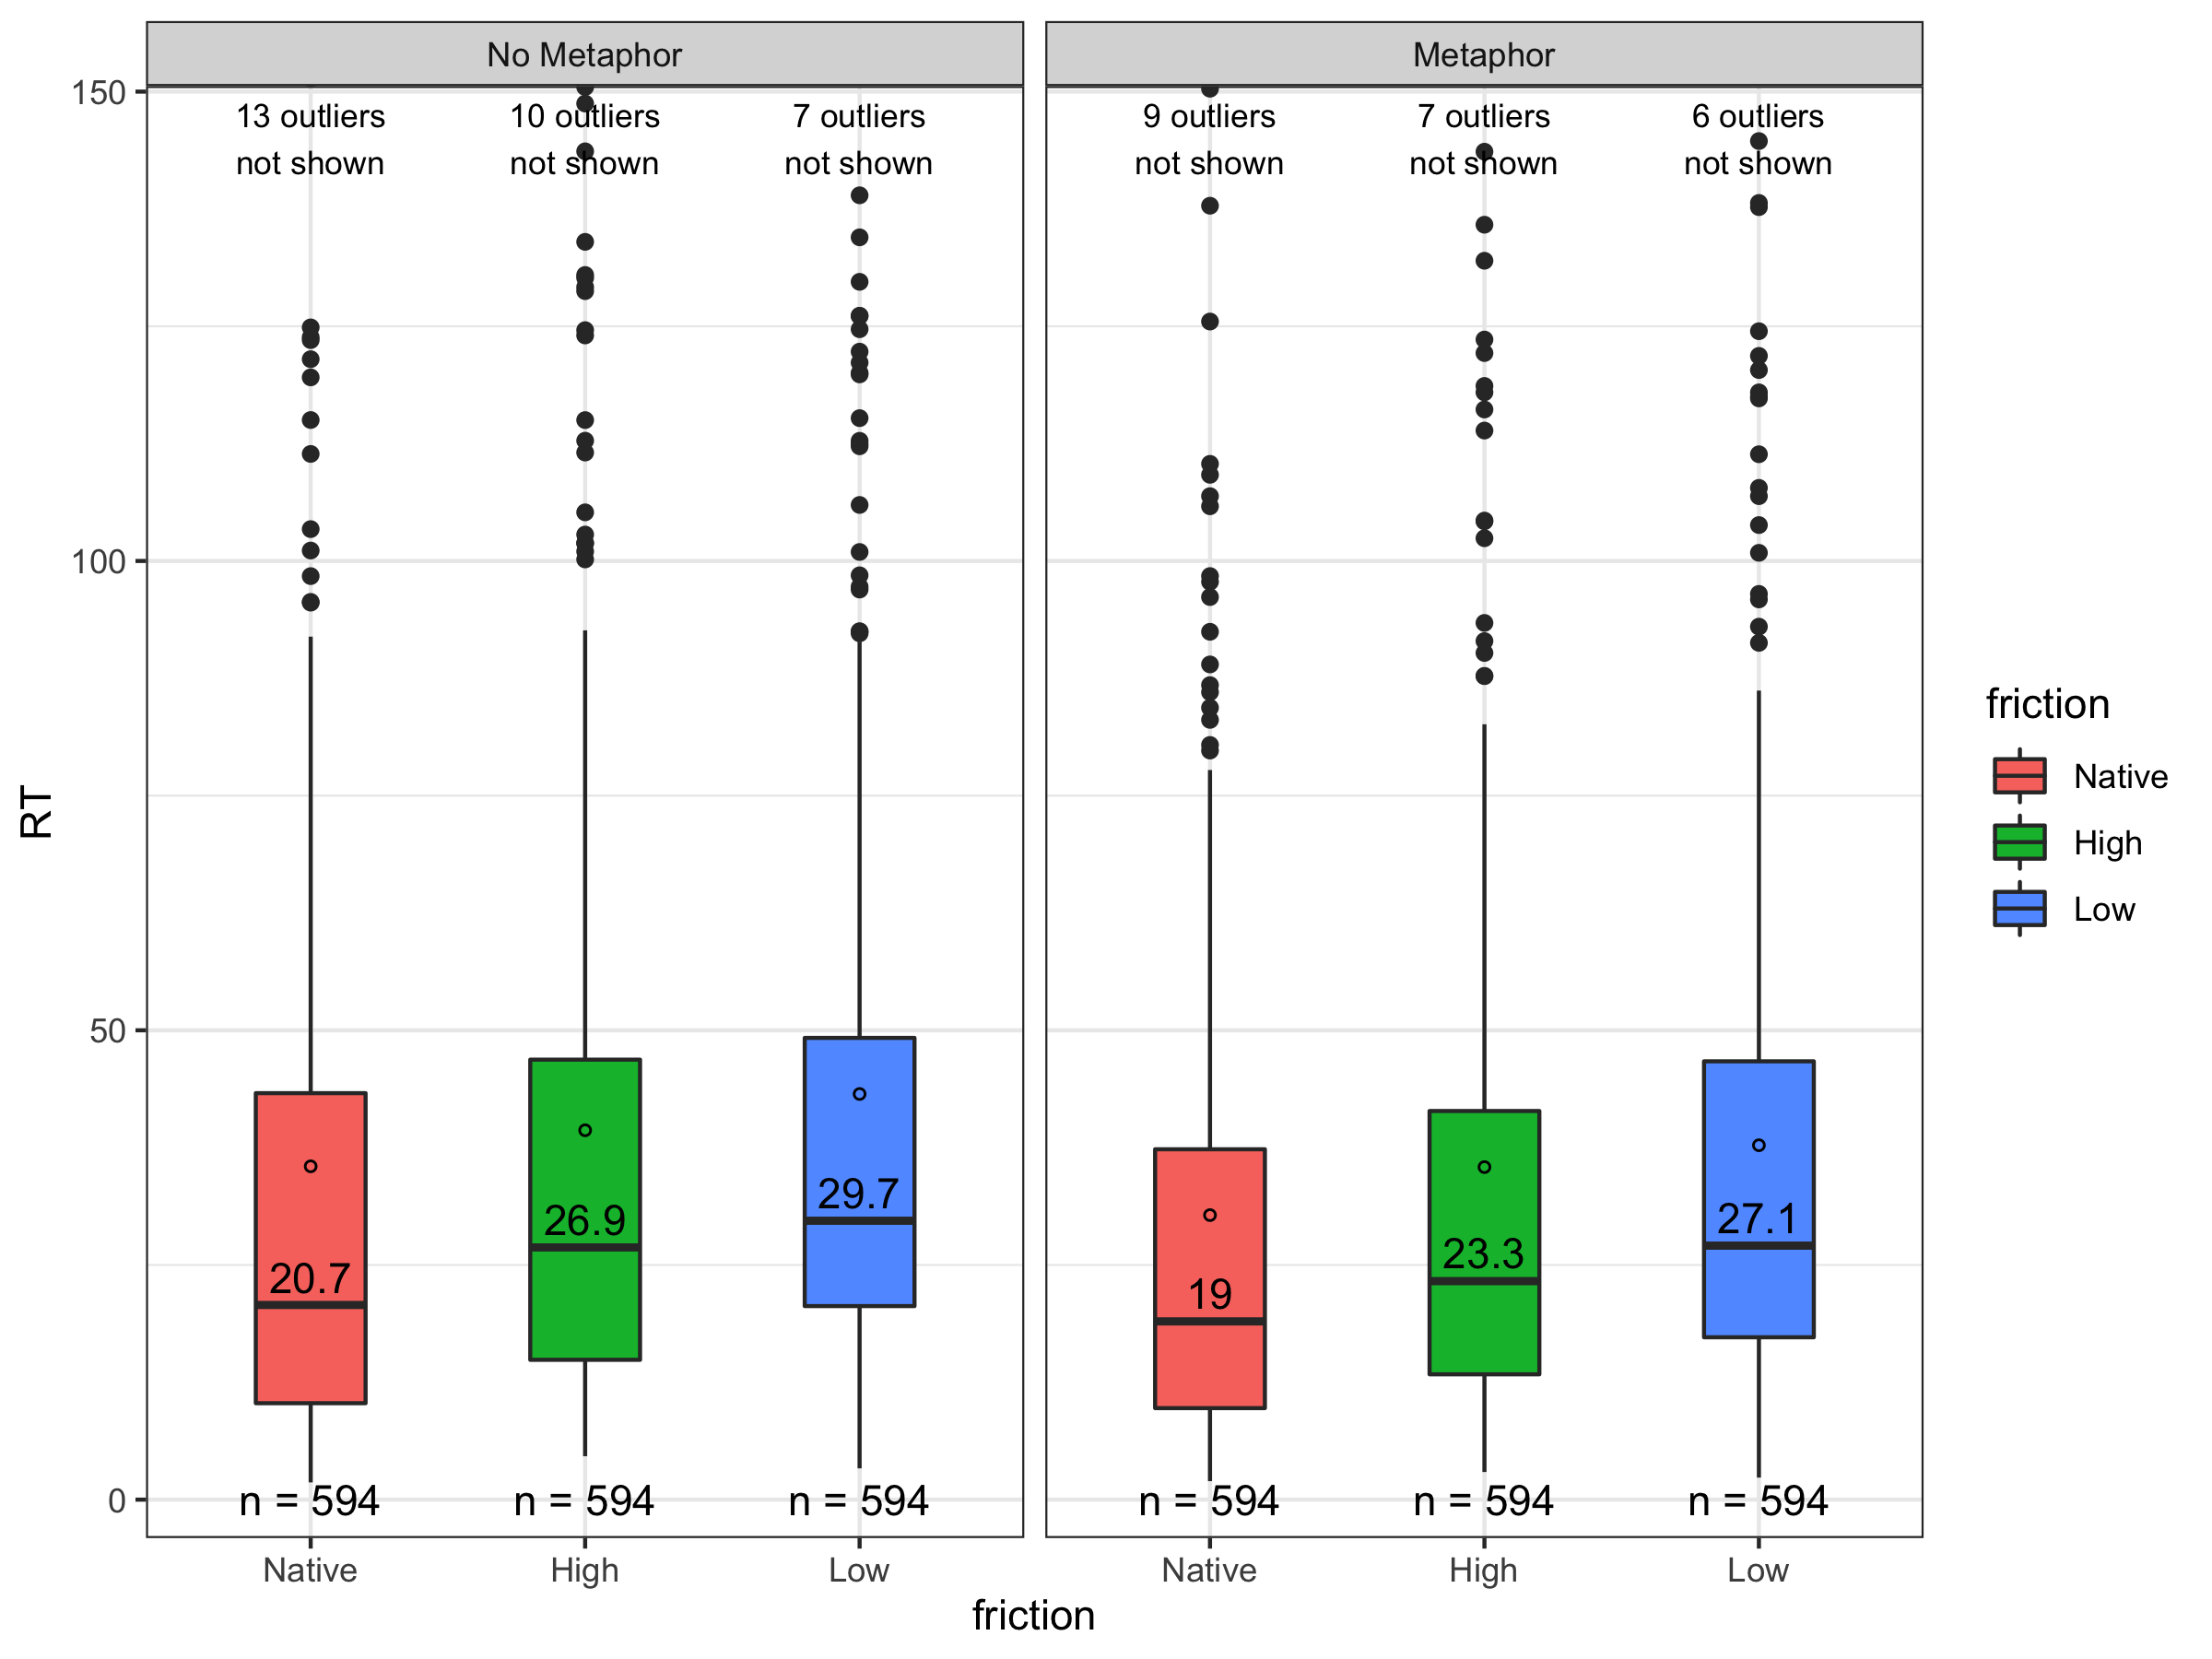 No Metaphor
Metaphor
150
100
50
0
RT
13 outliers
not shown
10 outliers
not shown
7 outliers
not shown
9 outliers
not shown
7 outliers
not shown
6 outliers
not shown
20.7
26.9
29.7
19
23.3
27.1
n = 594
n = 594
n = 594
n = 594
n = 594
n = 594
Native
High
Low
Native
High
Low
friction
friction
Native
High
Low